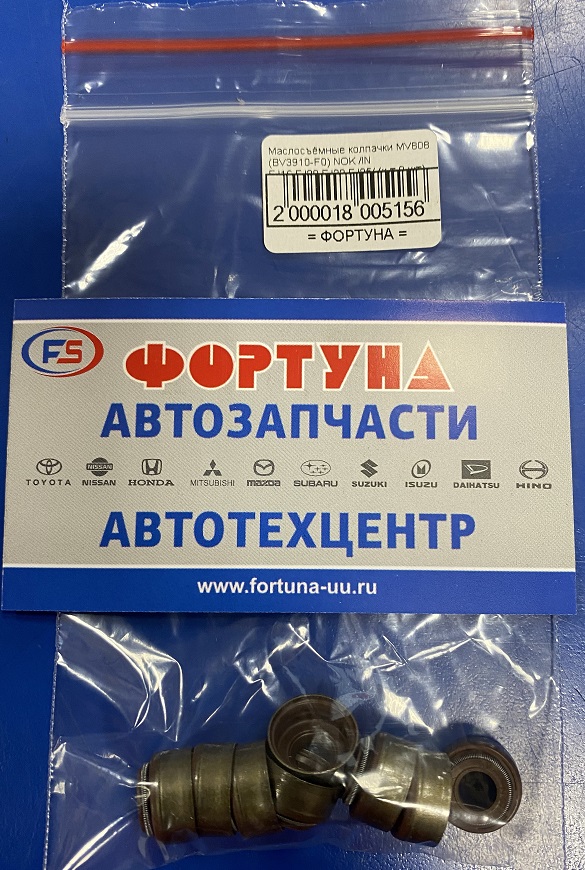 Маслосъёмные колпачки MV808
(BV3910-F0) NOK /IN
2 000018 005156
= ФОРТУНА =
FS
ФОРТУНА
АВТОЗАПЧАСТИ
TOYOTA NISSAN HONDA MITSUBISHI mazda SUBARU SUZUKI ISUZU DAIHATSU HINO
АВТОТЕХЦЕНТР
www.fortuna-uu.ru